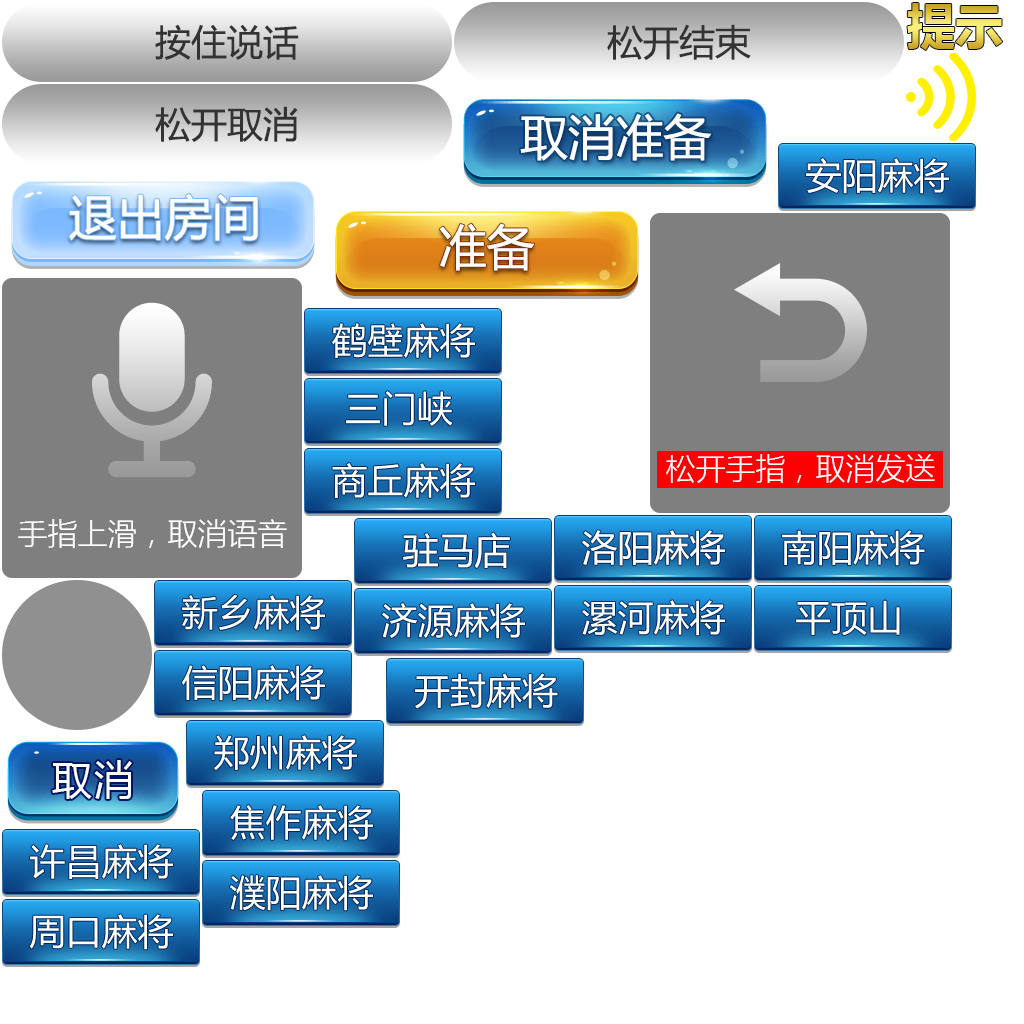 按住说话
松开结束
提示
松开取消
取消准备
安阳麻将
退出房间
准备
鹤壁麻将
三门峡
商丘麻将
松开手指，取消发送
手指上滑，取消语音
驻马店
洛阳麻将
南阳麻将
新乡麻将
济源麻将
漯河麻将
平顶山
信阳麻将
开封麻将
郑州麻将
取消
焦作麻将
许昌麻将
濮阳麻将
周口麻将